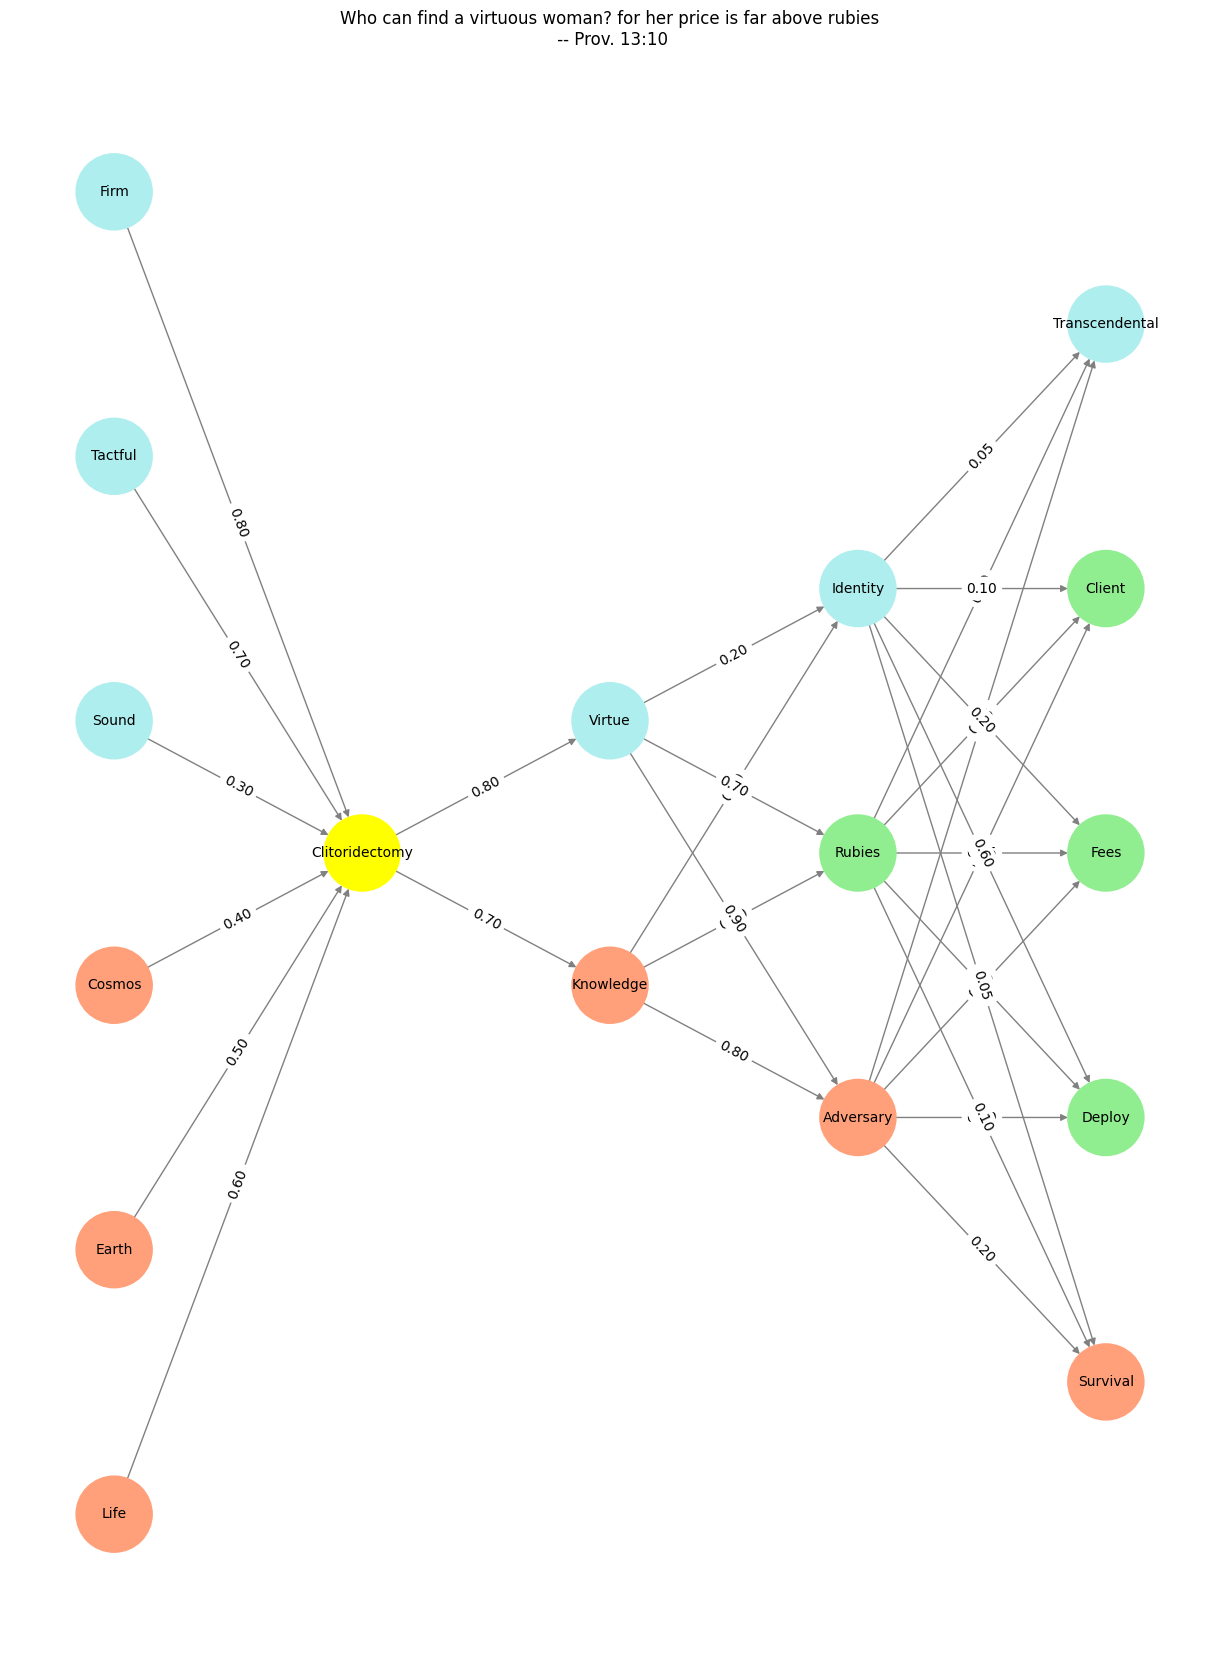 Who can find a virtuous woman? for her price is far above rubies
-- Prov. 13:10
Firm
Transcendental
Tactful
0.05
0.80
Identity
0.10
Client
0.20
0.70
Sound
Virtue
0.20
0.30
0.80
0.70
Clitoridectomy
Rubies
0.60
Fees
0.40
0.70
0.90
Cosmos
Knowledge
0.05
0.50
0.80
Adversary
0.10
Deploy
0.60
Earth
0.20
Survival
Life